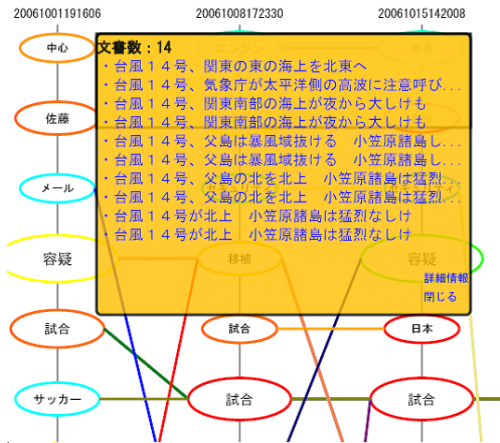 20061001191606 20061008172330 20061015142008
中心
文書数：14
・台風１４号、関東の東の海上を北東へ
・台風１４号、気象庁が太平洋側の高波に注意呼び...
・台風１４号、関東南部の海上が夜から大しけも
・台風１４号、関東南部の海上が夜から大しけも
・台風１４号、父島は暴風域抜ける　小笠原諸島し...
・台風１４号、父島は暴風域抜ける　小笠原諸島し...
・台風１４号、父島の北を北上　小笠原諸島は猛烈...
・台風１４号、父島の北を北上　小笠原諸島は猛烈...
・台風１４号が北上　小笠原諸島は猛烈なしけ
・台風１４号が北上　小笠原諸島は猛烈なしけ
詳細情報
閉じる
佐藤
メール
容疑 移植 容疑
試合 試合 日本
サッカー 試合 試合